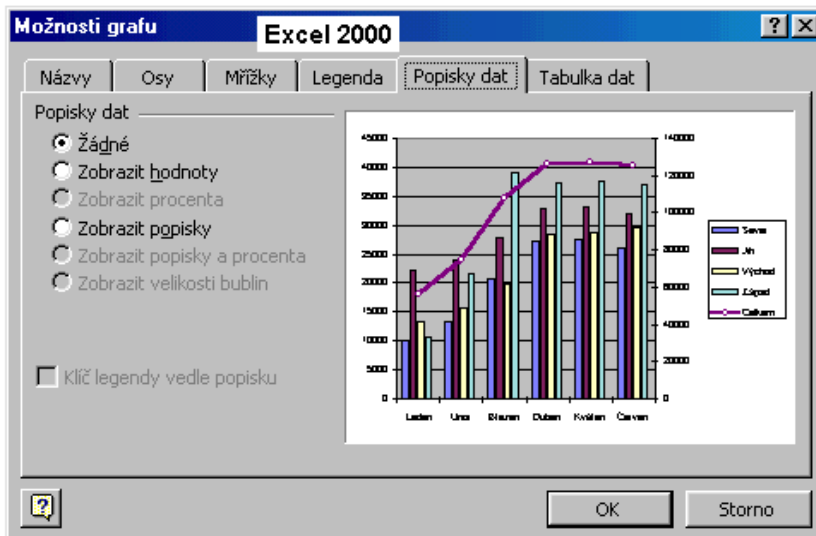 Možnosti grafu
Excel 2000
Názvy
Osy
Mřížky
Legenda
Popisky dat
Tabulka dat
Popisky dat
Žádné
Zobrazit hodnoty
Zobrazit procenta
Zobrazit popisky
Zobrazit popisky a procenta
Zobrazit velikosti bublin
Klíč legendy vedle popisku
45000
40000
35000
30000
25000
20000
15000
10000
5000
0
140000
120000
100000
80000
60000
40000
20000
0
Leden
Únor
Březen
Duben
Květen
Červen
Sever
Jih
Východ
Západ
Celkem
OK
Storno